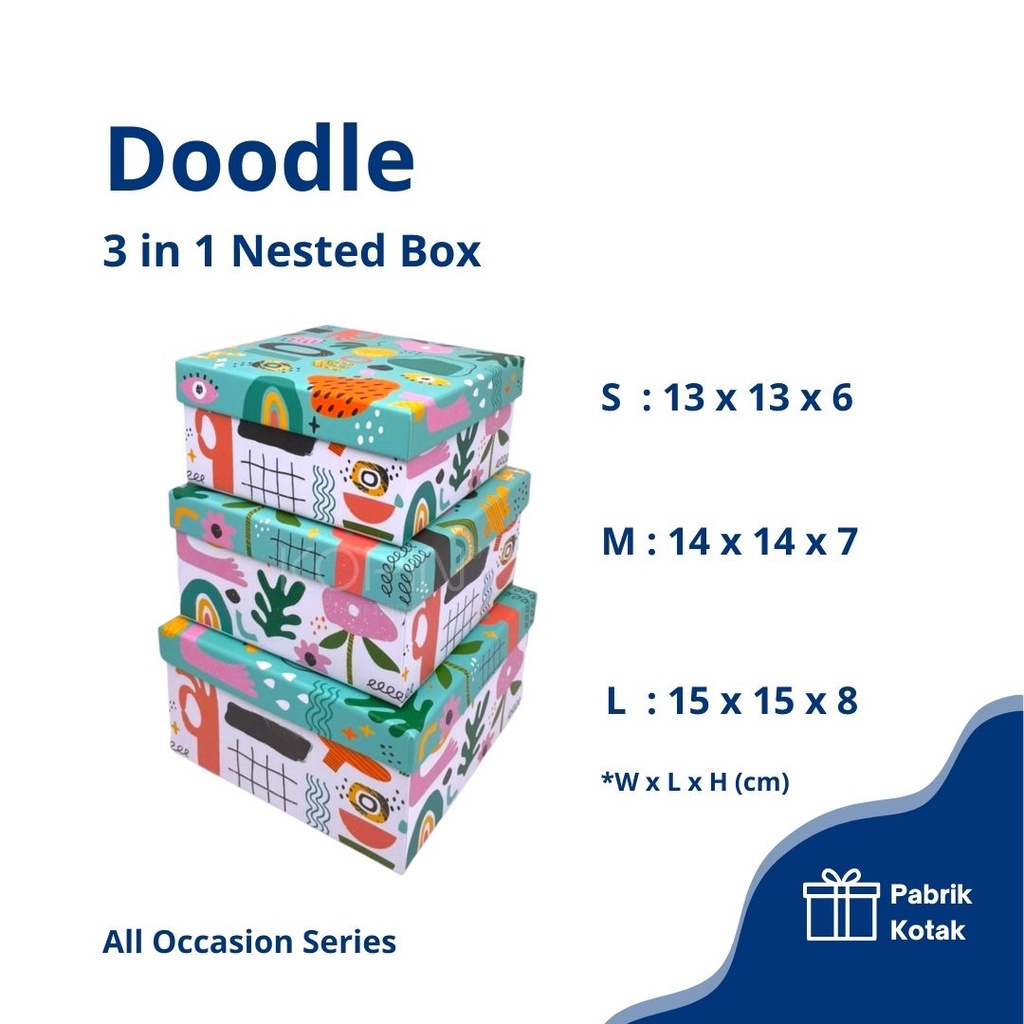 Doodle
3 in 1 Nested Box
S : 13 x 13 x 6
M : 14 x 14 x 7
L : 15 x 15 x 8
*W x L x H (cm)
All Occasion Series
Pabrik
Kotak